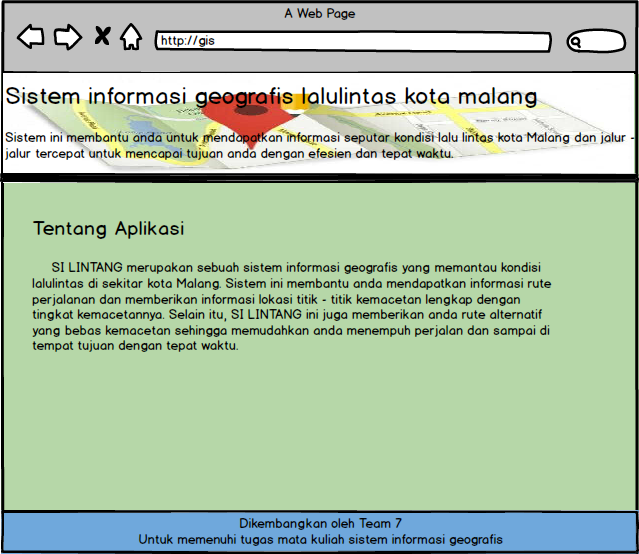 A Web Page
http://gis
Sistem informasi geografis lalulintas kota malang
Sistem ini membantu anda untuk mendapatkan informasi seputar kondisi lalu lintas kota Malang dan jalur -
jalur tercepat untuk mencapai tujuan anda dengan efesien dan tepat waktu.
Tentang Aplikasi
SI LINTANG merupakan sebuah sistem informasi geografis yang memantau kondisi
lalulintas di sekitar kota Malang. Sistem ini membantu anda mendapatkan informasi rute
perjalanan dan memberikan informasi lokasi titik - titik kemacetan lengkap dengan
tingkat kemacetannya. Selain itu, SI LINTANG ini juga memberikan anda rute alternatif
yang bebas kemacetan sehingga memudahkan anda menempuh perjalan dan sampai di
tempat tujuan dengan tepat waktu.
Dikembangkan oleh Team 7
Untuk memenuhi tugas mata kuliah sistem informasi geografis